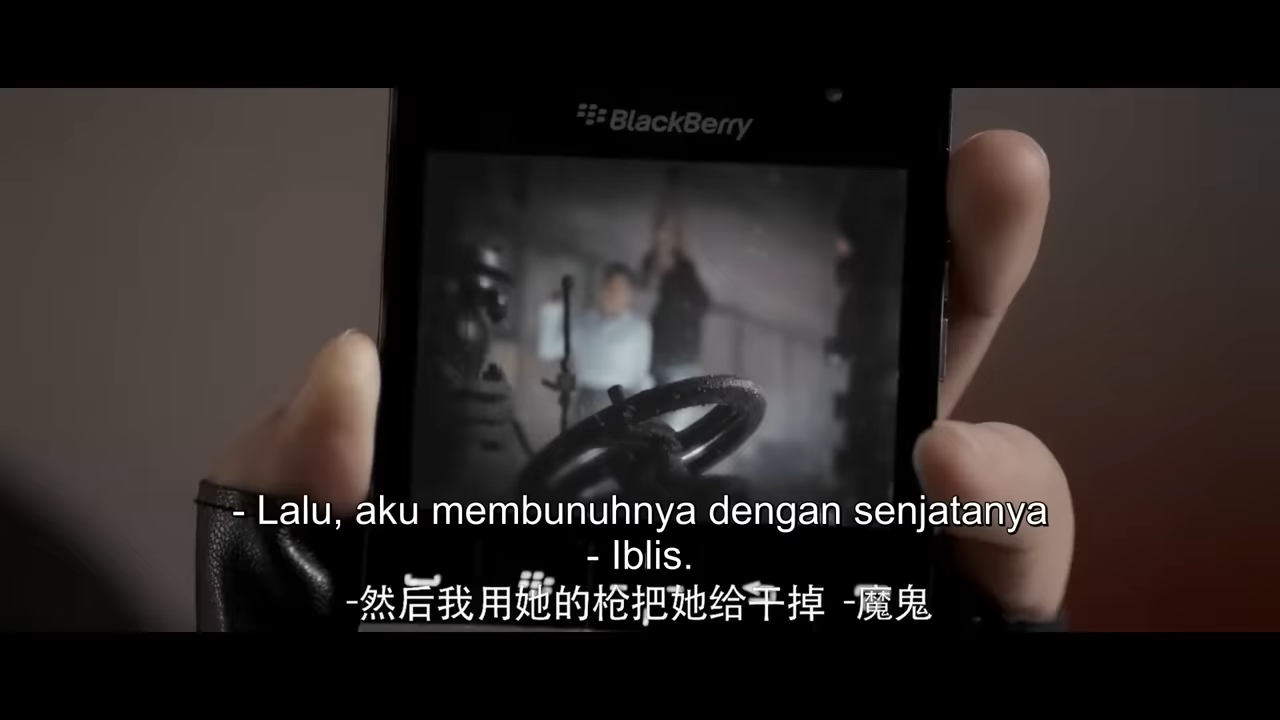 BlackBerry
- Lalu, aku membunuhnya dengan senjatanya
- Iblis.
-然后我用她的枪把她给干掉 -魔鬼